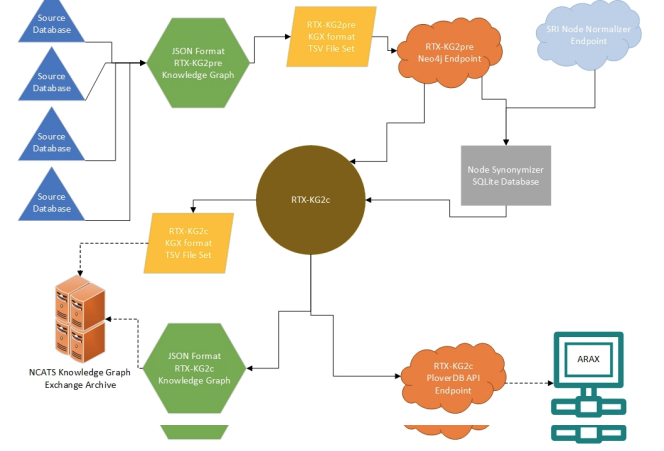 Source
Database
Source
Database
Source
Database
Source
Database
JSON Format
RTX-KG2pre
Knowledge Graph
RTX-KG2pre
KGX format
TSV File Set
RTX-KG2pre
Neo4j Endpoint
SRI Node Normalizer
Endpoint
Node Synonymizer
SQLite Database
RTX-KG2c
RTX-KG2c
KGX format
TSV File Set
NCATS Knowledge Graph
Exchange Archive
JSON Format
RTX-KG2c
Knowledge Graph
RTX-KG2c
PloverDB API
Endpoint
ARAX